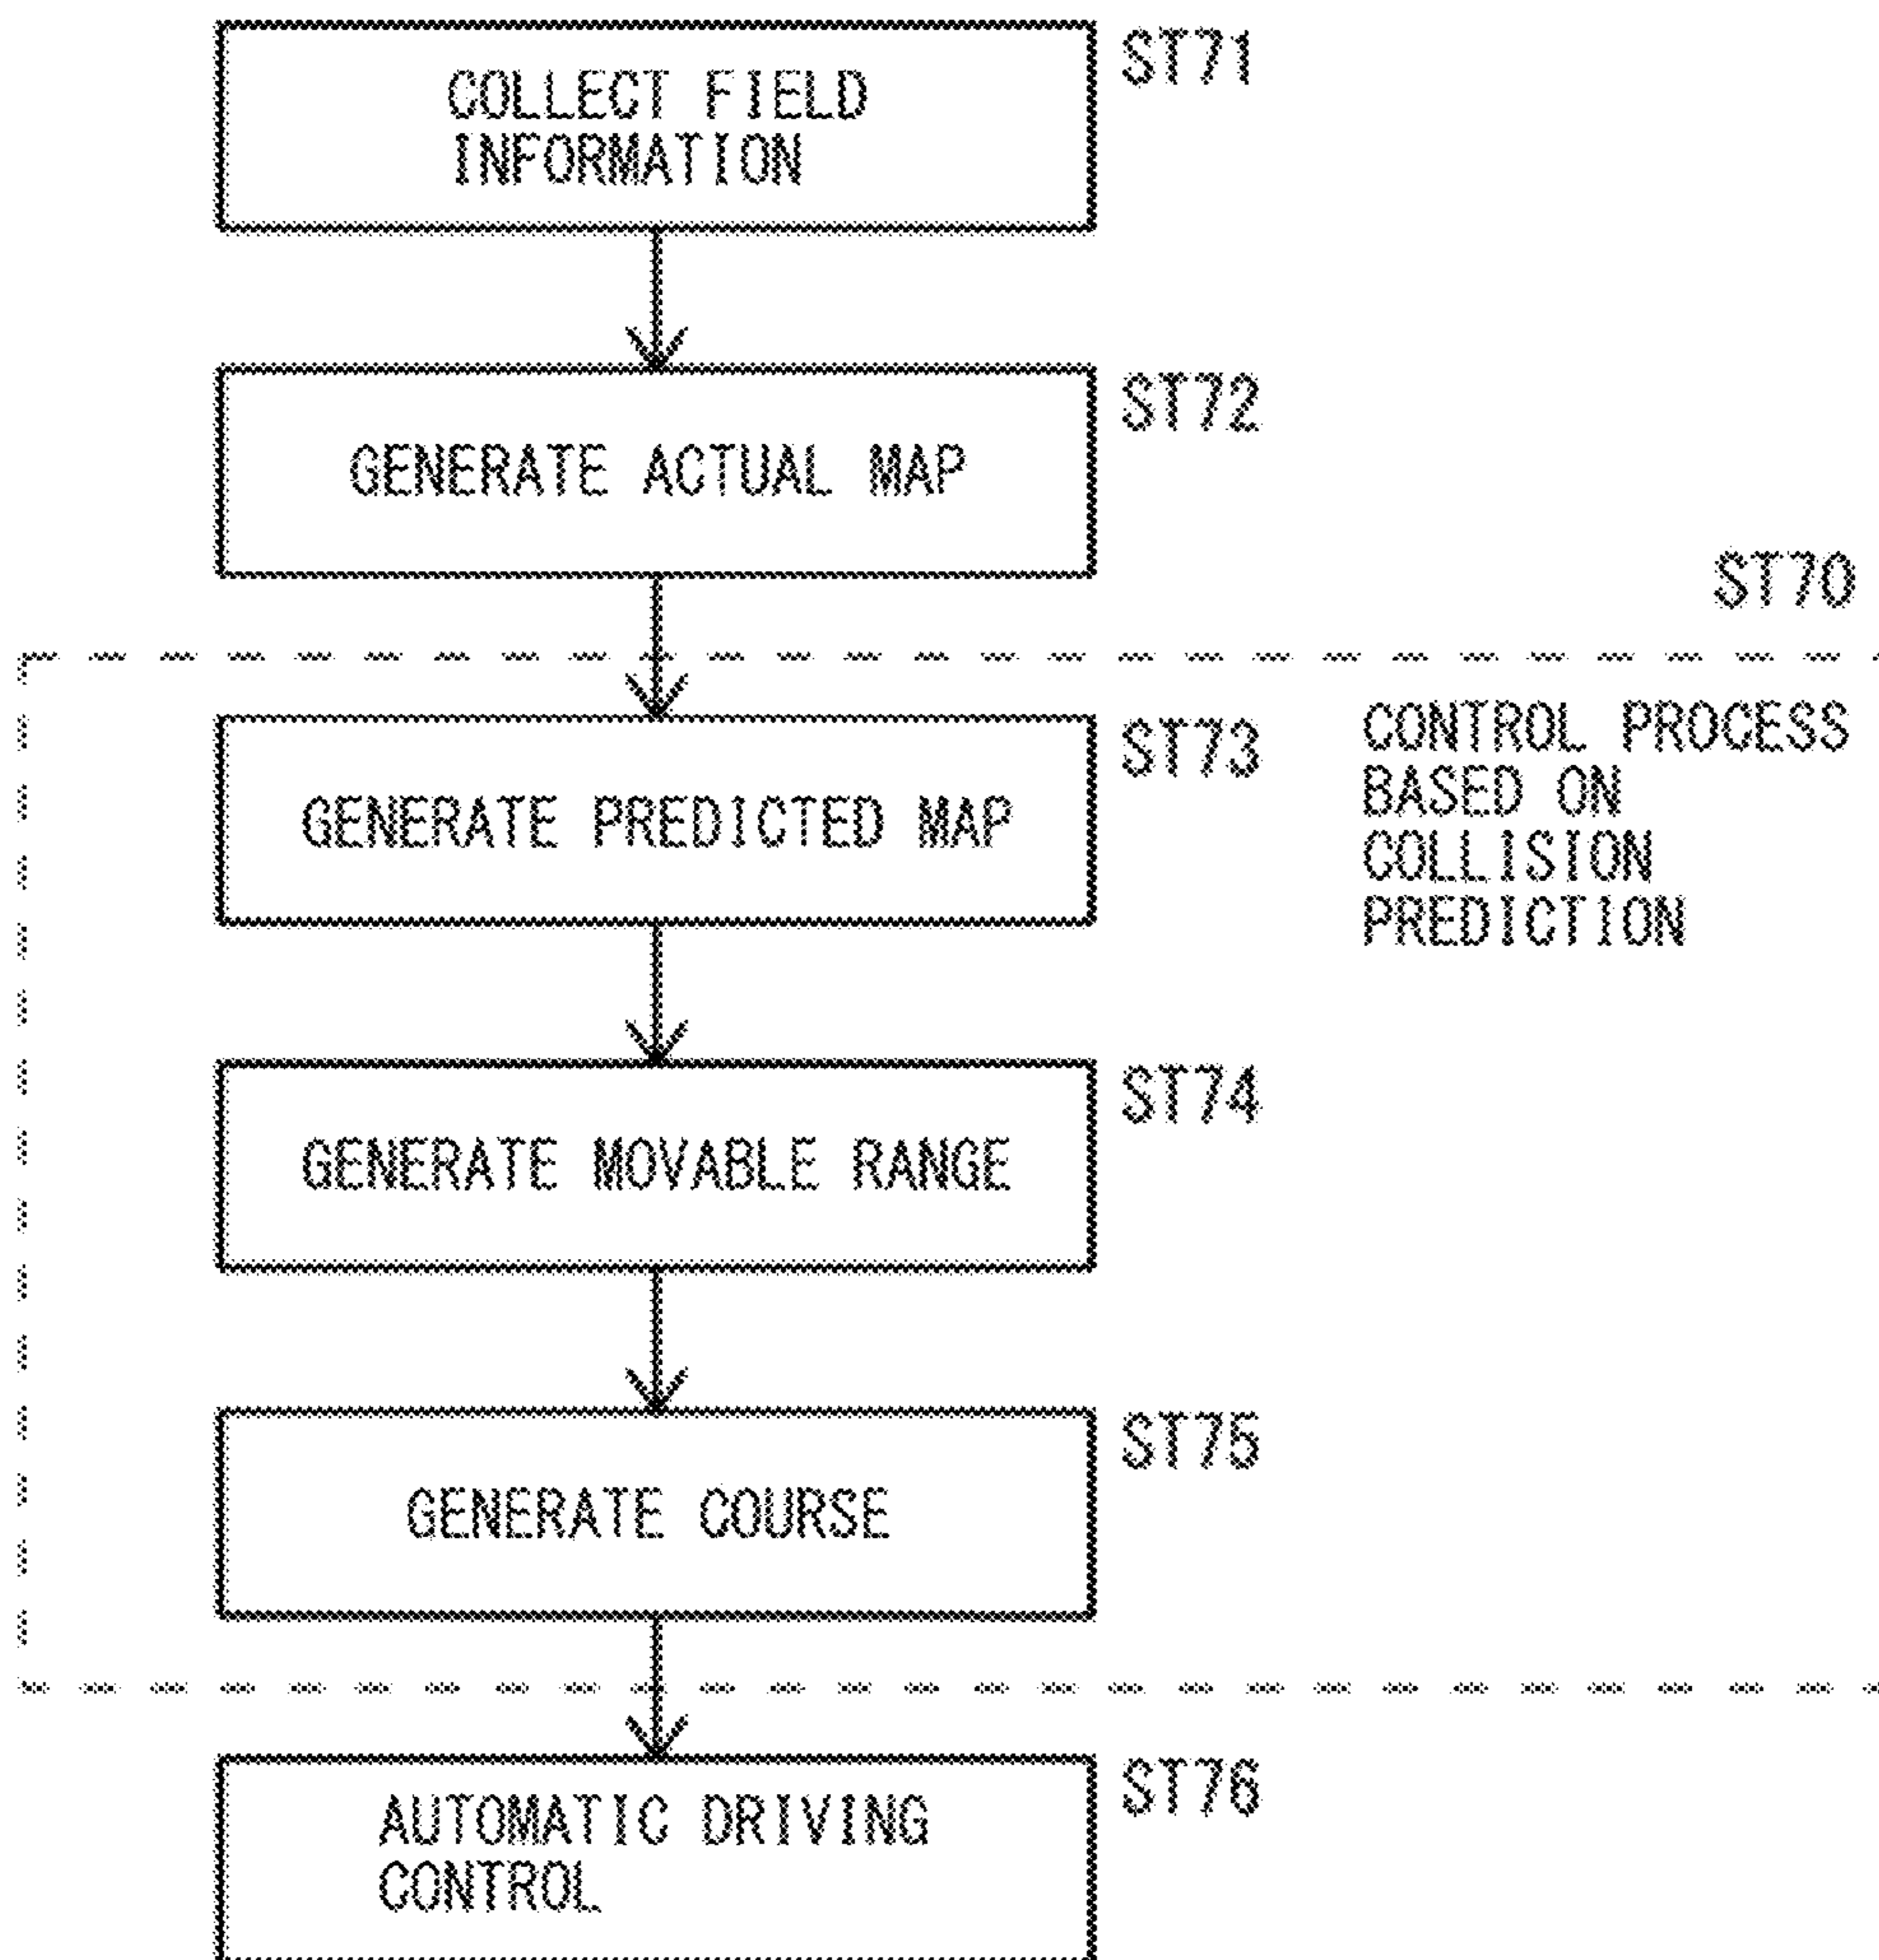 COLLECT FIELD
INFORMATION
ST71
GENERATE ACTUAL MAP
ST72
ST70
GENERATE PREDICTED MAP
ST73
CONTROL PROCESS
BASED ON
COLLISION
PREDICTION
GENERATE MOVABLE RANGE
ST74
GENERATE COURSE
ST75
AUTOMATIC DRIVING
CONTROL
ST76